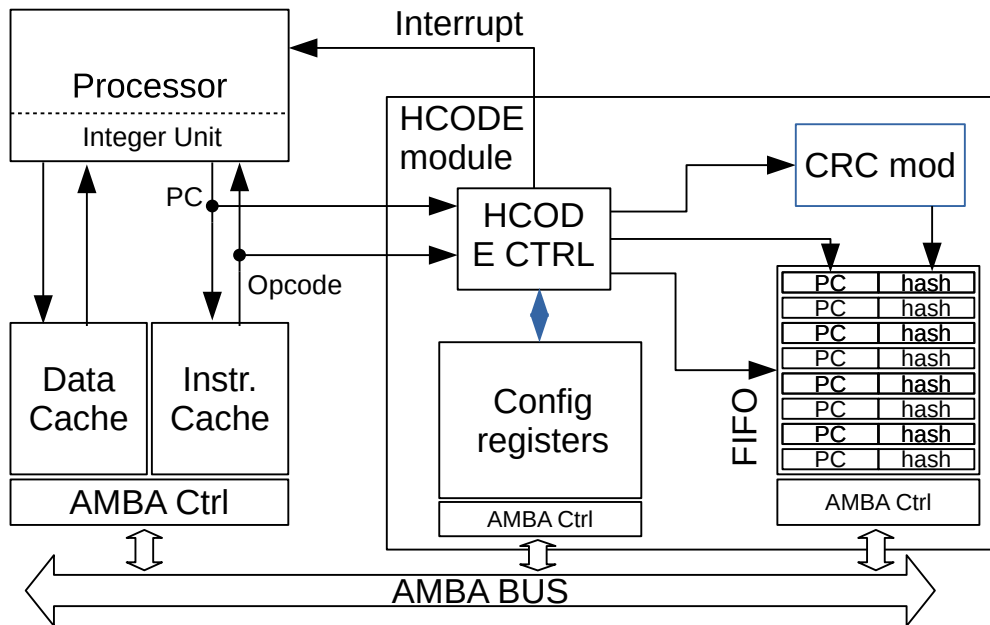 Interrupt
Processor
Integer Unit
HCODE
module
CRC mod
PC
HCOD
E CTRL
Opcode
PC hash
PC hash
PC hash
PC hash
PC hash
PC hash
PC hash
PC hash
FIFO
Data
Cache
Instr.
Cache
Config
registers
AMBA Ctrl
AMBA Ctrl
AMBA Ctrl
AMBA BUS